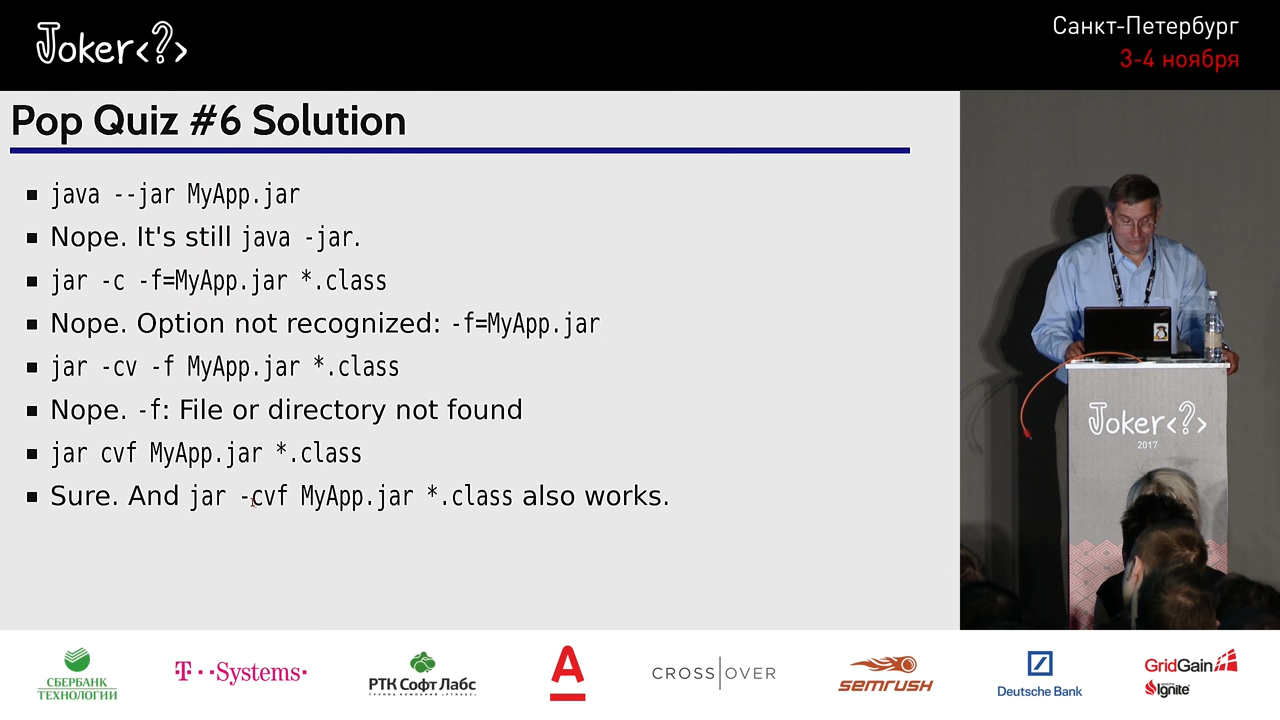 Joker<?>
Санкт-Петербург
3-4 ноября
Pop Quiz #6 Solution
java --jar MyApp.jar
Nope. It's still java -jar.
jar -c -f=MyApp.jar *.class
Nope. Option not recognized: -f=MyApp.jar
jar -cv -f MyApp.jar *.class
Nope. -f: File or directory not found
jar cvf MyApp.jar *.class
Sure. And jar -cvf MyApp.jar *.class also works.
Joker<?>
2017
СБЕРБАНК
ТЕХНОЛОГИИ
T··Systems·
РТК Софт Лабс
A
CROSS|OVER
semrush
Deutsche Bank
GridGain
Ignite